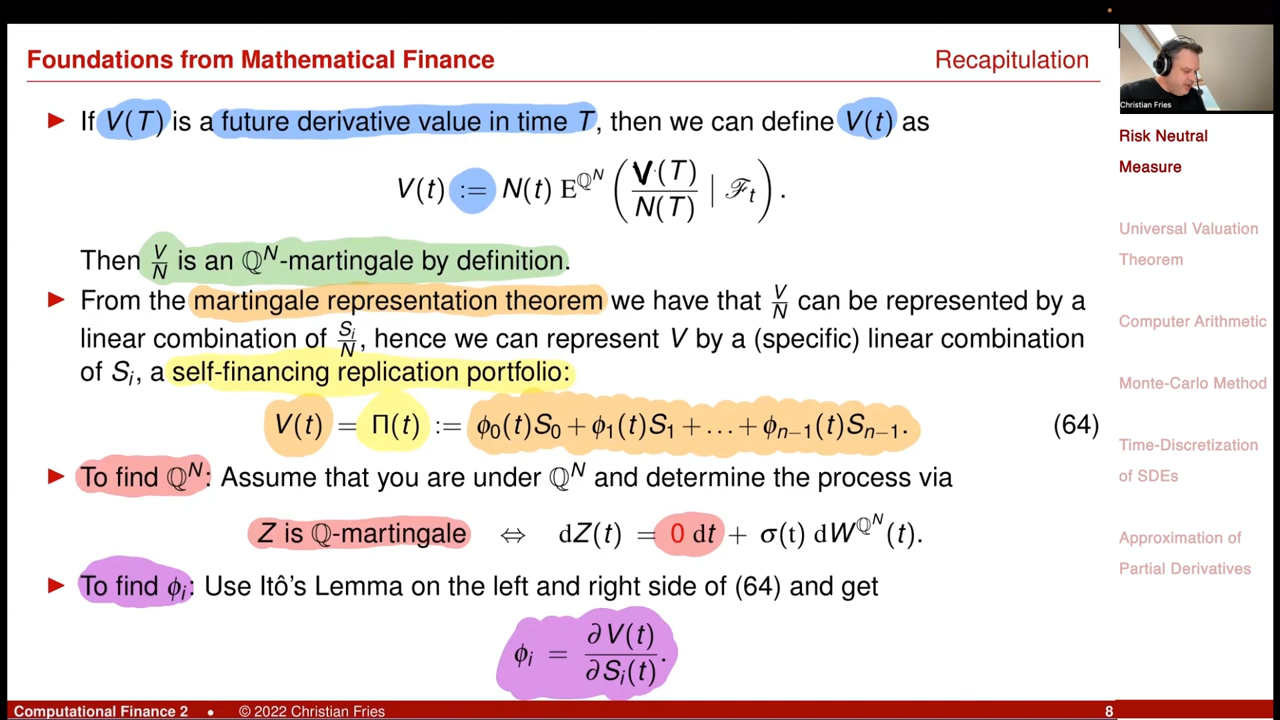 Foundations from Mathematical Finance
Recapitulation
► If V(T) is a future derivative value in time T, then we can define V(t) as
V(t) := N(t) E^{ℚ^N} ( V(T) / N(T) | ℱ_t ).
Then V/N is an ℚ^N-martingale by definition.
► From the martingale representation theorem we have that V/N can be represented by a
linear combination of S_i/N, hence we can represent V by a (specific) linear combination
of S_i, a self-financing replication portfolio:
V(t) = Π(t) := ϕ_0(t)S_0 + ϕ_1(t)S_1 + … + ϕ_{n−1}(t)S_{n−1}. (64)
► To find ℚ^N: Assume that you are under ℚ^N and determine the process via
Z is ℚ-martingale ⇔ dZ(t) = 0 dt + σ(t) dW^{ℚ^N}(t).
► To find ϕ_i: Use Itô's Lemma on the left and right side of (64) and get
ϕ_i = ∂V(t) / ∂S_i(t).
Computational Finance 2 • © 2022 Christian Fries
8
Christian Fries
Risk Neutral
Measure
Universal Valuation
Theorem
Computer Arithmetic
Monte-Carlo Method
Time-Discretization
of SDEs
Approximation of
Partial Derivatives